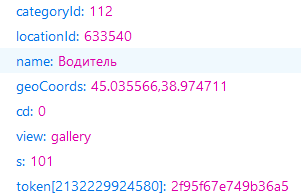 categoryId: 112
locationId: 633540
name: Водитель
geoCoords: 45.035566,38.974711
cd: 0
view: gallery
s: 101
token[2132229924580]: 2f95f67e749b36a5